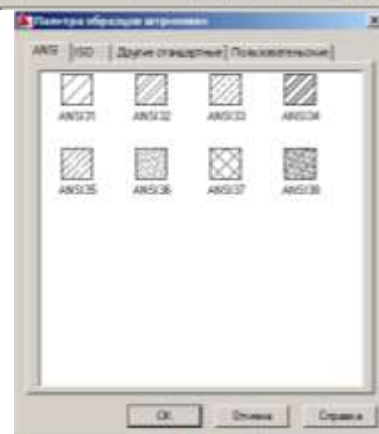 Палитра образцов штриховки
ANSI ISO Другие стандартные Пользовательские
ANSI31 ANSI32 ANSI33 ANSI34
ANSI35 ANSI36 ANSI37 ANSI38
OK Отмена Справка